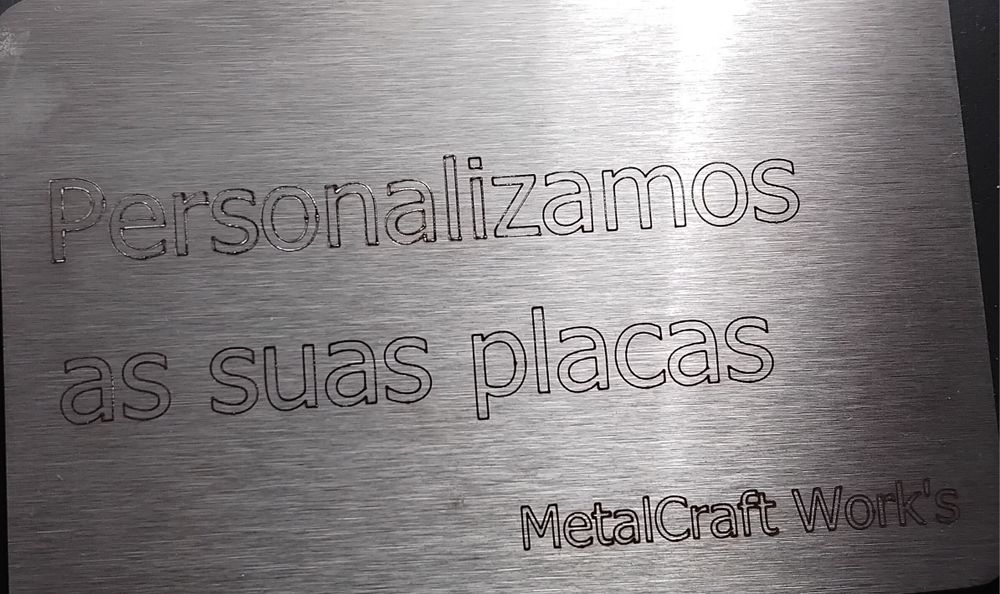 Personalizamos
as suas placas
MetalCraft Work's